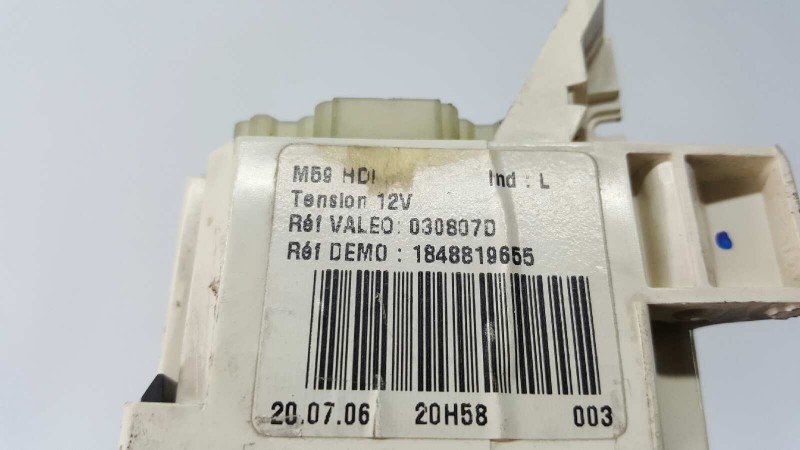 M59 HDI Ind : L
Tension 12V
Réf VALEO: 030807D
Réf DEMO : 1848819655
20.07.06 20H58 003